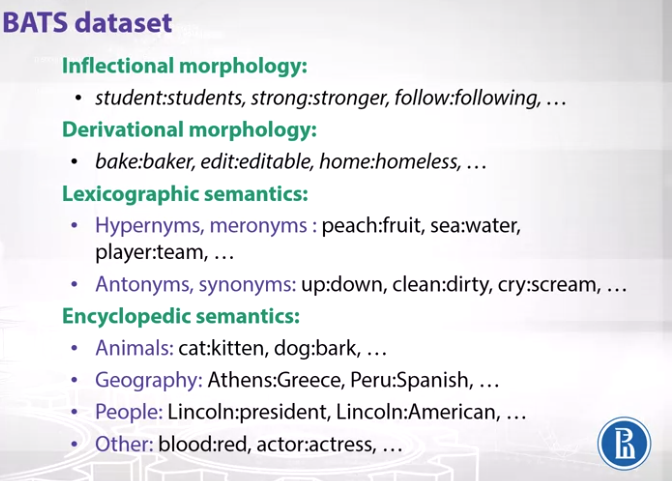 BATS dataset
Inflectional morphology:
• student:students, strong:stronger, follow:following, …
Derivational morphology:
• bake:baker, edit:editable, home:homeless, …
Lexicographic semantics:
• Hypernyms, meronyms : peach:fruit, sea:water,
player:team, …
• Antonyms, synonyms: up:down, clean:dirty, cry:scream, …
Encyclopedic semantics:
• Animals: cat:kitten, dog:bark, …
• Geography: Athens:Greece, Peru:Spanish, …
• People: Lincoln:president, Lincoln:American, …
• Other: blood:red, actor:actress, …